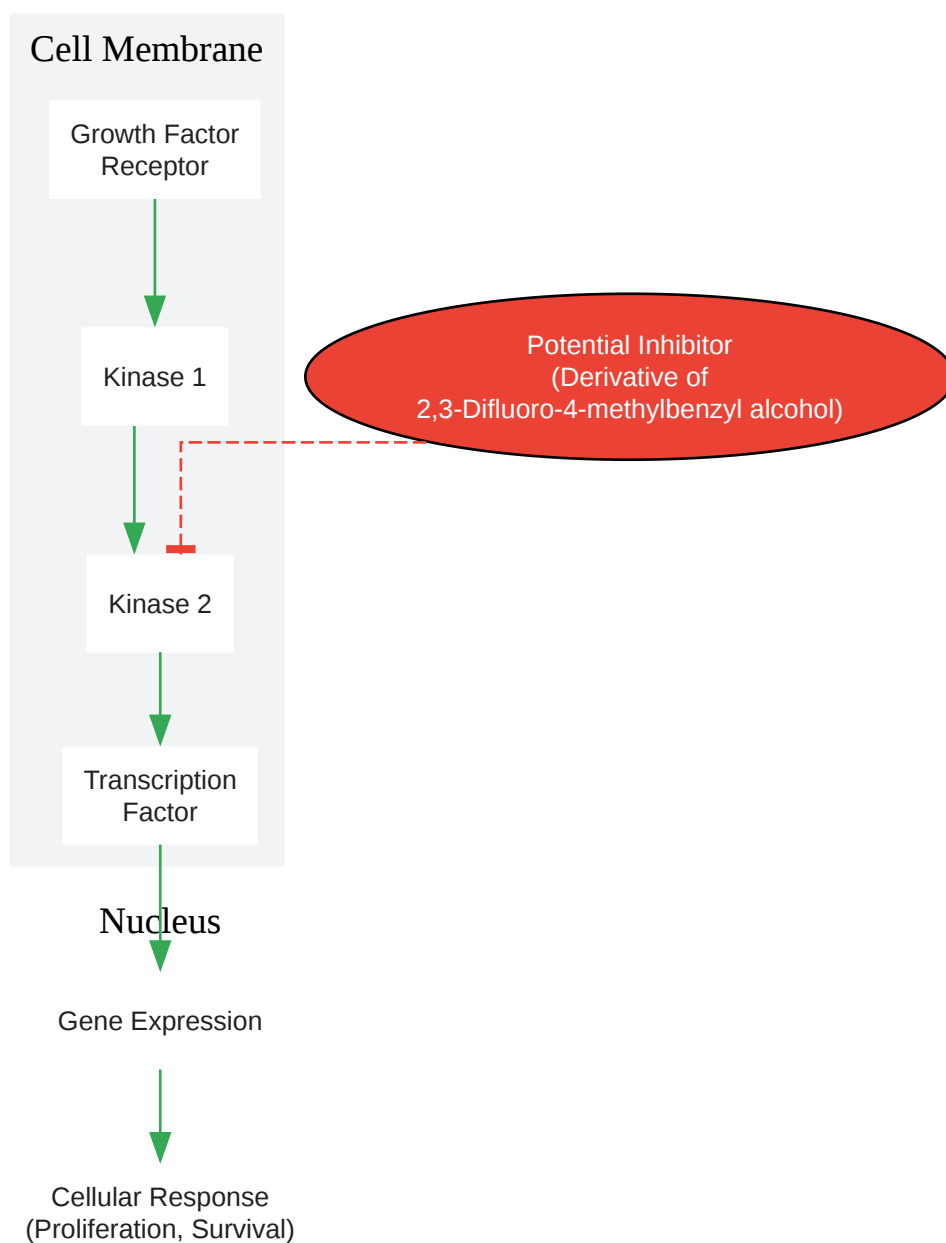 Cell Membrane
Growth Factor
Receptor
Kinase 1
Potential Inhibitor
(Derivative of
2,3-Difluoro-4-methylbenzyl alcohol)
Kinase 2
Transcription
Factor
Nucleus
Gene Expression
Cellular Response
(Proliferation, Survival)